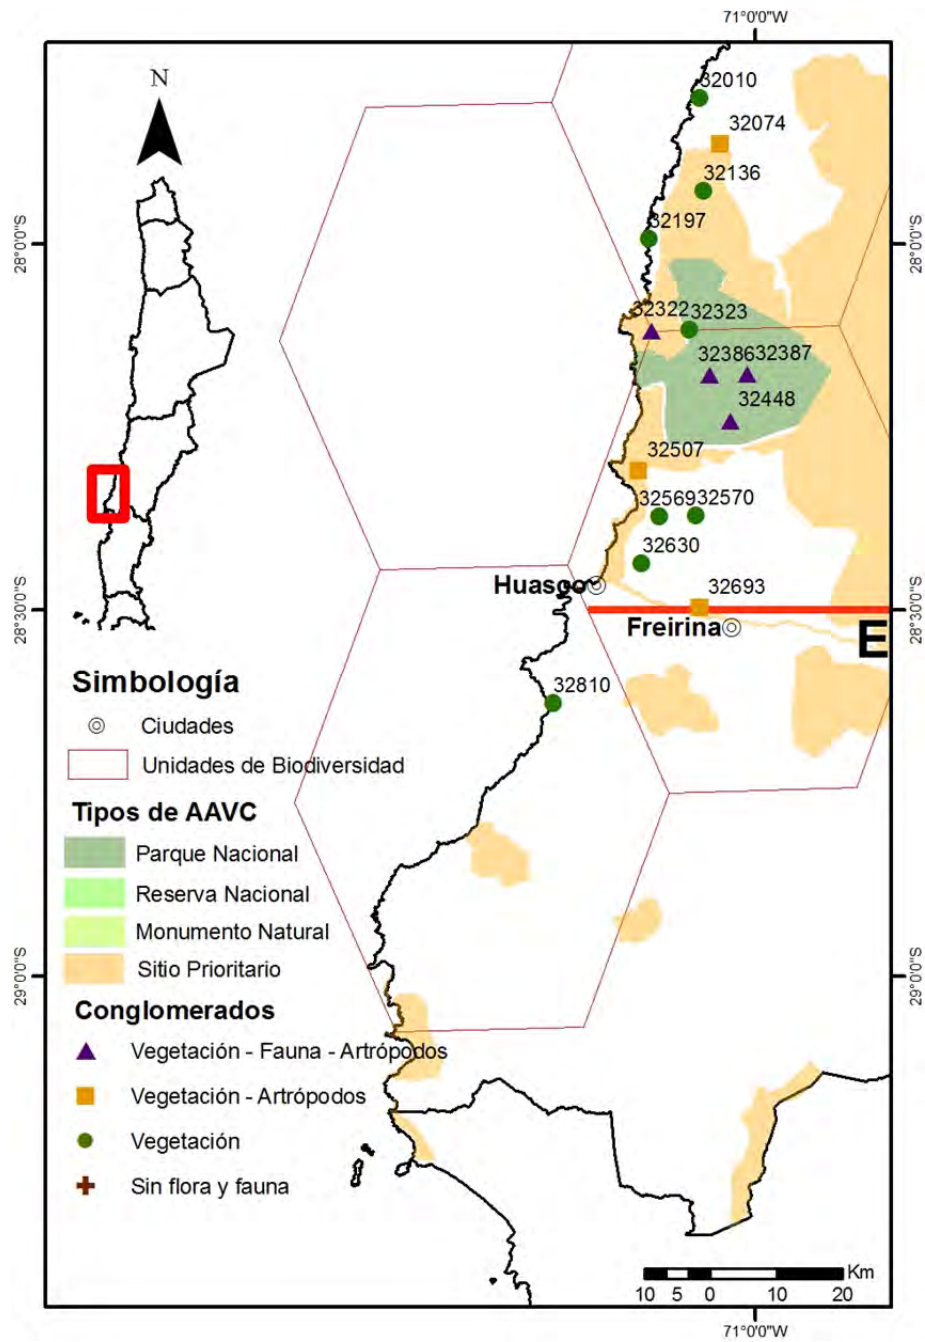 71°0'0"W
N
32010
32074
32136
32197
28°0'0"S
28°0'0"S
32322
32323
32386
32387
32448
32507
32569
32570
32630
Huasco
32693
28°30'0"S
28°30'0"S
Freirina
E
Simbología
32810
Ciudades
Unidades de Biodiversidad
Tipos de AAVC
Parque Nacional
Reserva Nacional
Monumento Natural
Sitio Prioritario
29°0'0"S
29°0'0"S
Conglomerados
Vegetación - Fauna - Artrópodos
Vegetación - Artrópodos
Vegetación
Sin flora y fauna
Km
10 5 0 10 20
71°0'0"W